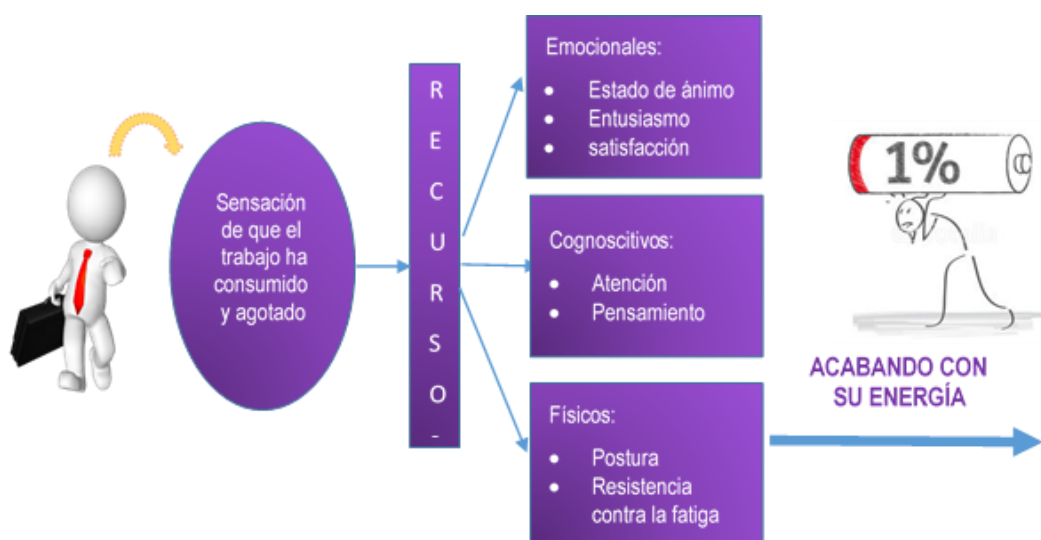 Sensación
de que el
trabajo ha
consumido
y agotado
R
E
C
U
R
S
O
-
Emocionales:
• Estado de ánimo
• Entusiasmo
• satisfacción
Cognoscitivos:
• Atención
• Pensamiento
Físicos:
• Postura
• Resistencia
contra la fatiga
1%
ACABANDO CON
SU ENERGÍA